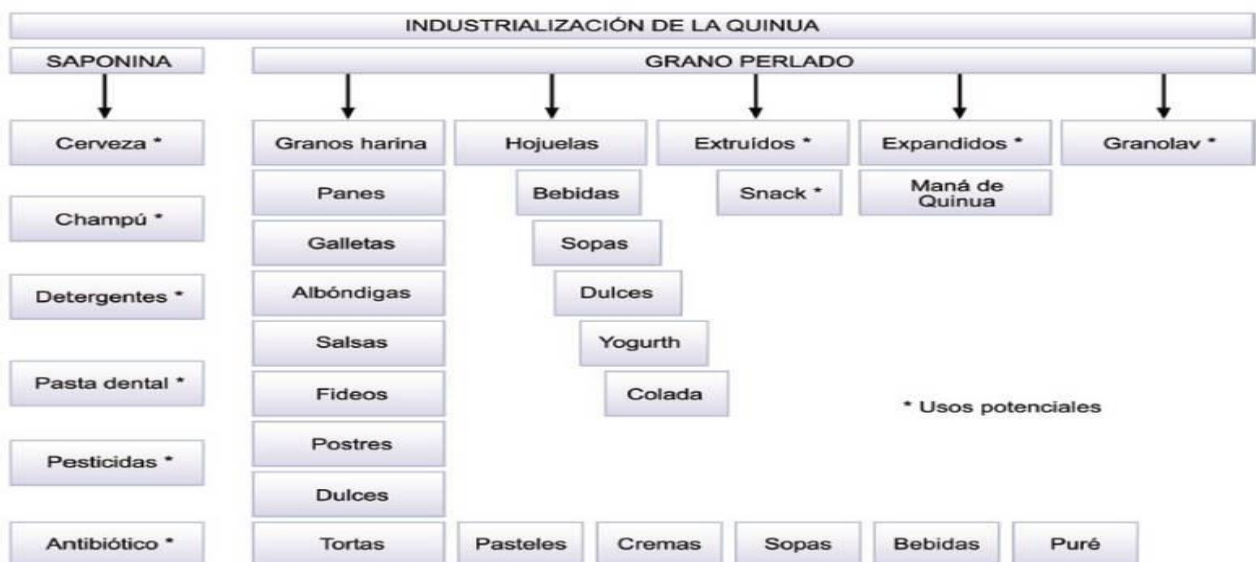 INDUSTRIALIZACIÓN DE LA QUINUA
SAPONINA
GRANO PERLADO
Cerveza *
Granos harina
Hojuelas
Extruídos *
Expandidos *
Granolav *
Panes
Bebidas
Snack *
Maná de
Quinua
Champú *
Galletas
Sopas
Detergentes *
Albóndigas
Dulces
Salsas
Yogurth
Pasta dental *
Fideos
Colada
* Usos potenciales
Postres
Pesticidas *
Dulces
Antibiótico *
Tortas
Pasteles
Cremas
Sopas
Bebidas
Puré